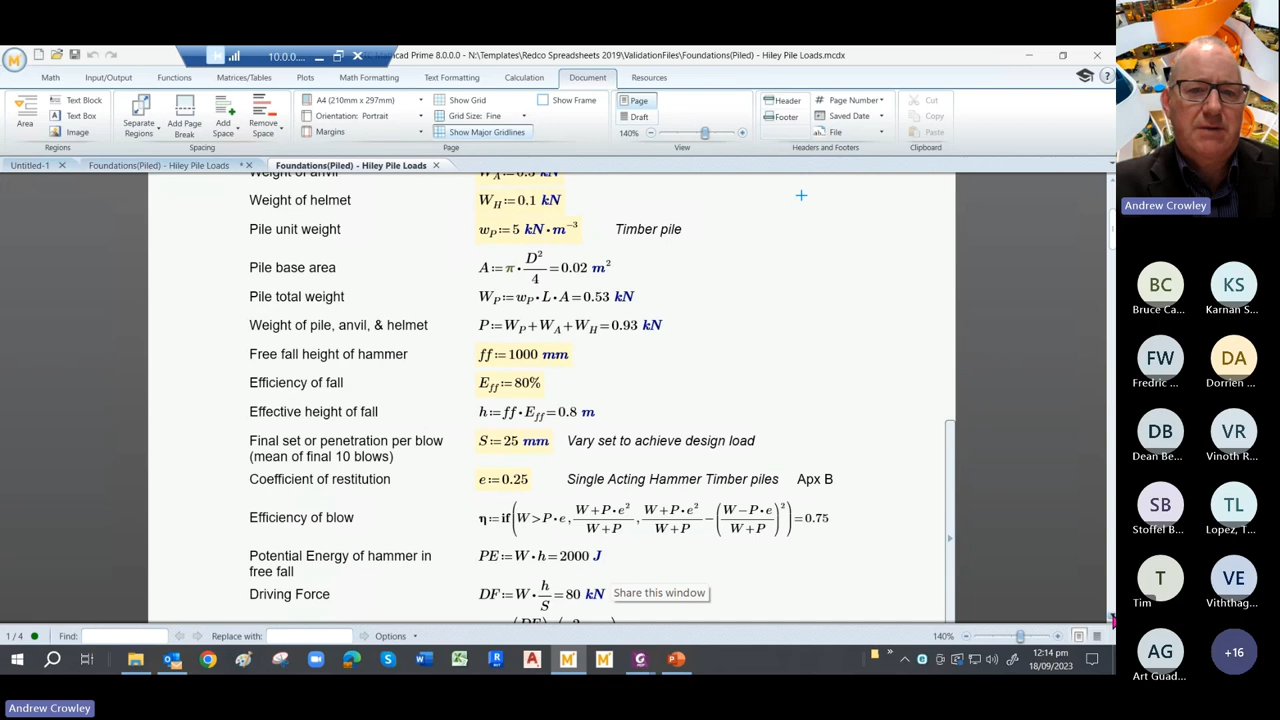 10.0.0...
Mathcad Prime 8.0.0.0 - N:\Templates\Redco Spreadsheets 2019\ValidationFiles\Foundations(Piled) - Hiley Pile Loads.mcdx
Math Input/Output Functions Matrices/Tables Plots Math Formatting Text Formatting Calculation Document Resources
Area
Text Block
Text Box
Image
Regions
Separate Regions
Add Page Break
Add Space
Remove Space
Spacing
A4 (210mm x 297mm)
Orientation: Portrait
Margins
Show Grid
Grid Size: Fine
Show Major Gridlines
Show Frame
Page
Page
Draft
140%
View
Header
Footer
Page Number
Saved Date
File
Headers and Footers
Cut
Copy
Paste
Clipboard
Untitled-1
Foundations(Piled) - Hiley Pile Loads *
Foundations(Piled) - Hiley Pile Loads
Weight of anvil W_A := 0.3 kN
Weight of helmet W_H := 0.1 kN
Pile unit weight w_P := 5 kN·m^-3 Timber pile
Pile base area A := π·D^2/4 = 0.02 m^2
Pile total weight W_P := w_P·L·A = 0.53 kN
Weight of pile, anvil, & helmet P := W_P + W_A + W_H = 0.93 kN
Free fall height of hammer ff := 1000 mm
Efficiency of fall E_ff := 80%
Effective height of fall h := ff·E_ff = 0.8 m
Final set or penetration per blow S := 25 mm Vary set to achieve design load
(mean of final 10 blows)
Coefficient of restitution e := 0.25 Single Acting Hammer Timber piles Apx B
Efficiency of blow η := if(W > P·e, (W+P·e^2)/(W+P), (W+P·e^2)/(W+P) − ((W−P·e)/(W+P))^2) = 0.75
Potential Energy of hammer in PE := W·h = 2000 J
free fall
Driving Force DF := W·h/S = 80 kN
Share this window
1 / 4 Find: Replace with: Options 140%
12:14 pm
18/09/2023
Andrew Crowley
Andrew Crowley
BC
Bruce Ca...
KS
Karnan S...
FW
Fredric ...
DA
Dorrien ...
DB
Dean Be...
VR
Vinoth R...
SB
Stoffel B...
TL
Lopez, T...
T
Tim
VE
Viththag...
AG
Art Guad...
+16